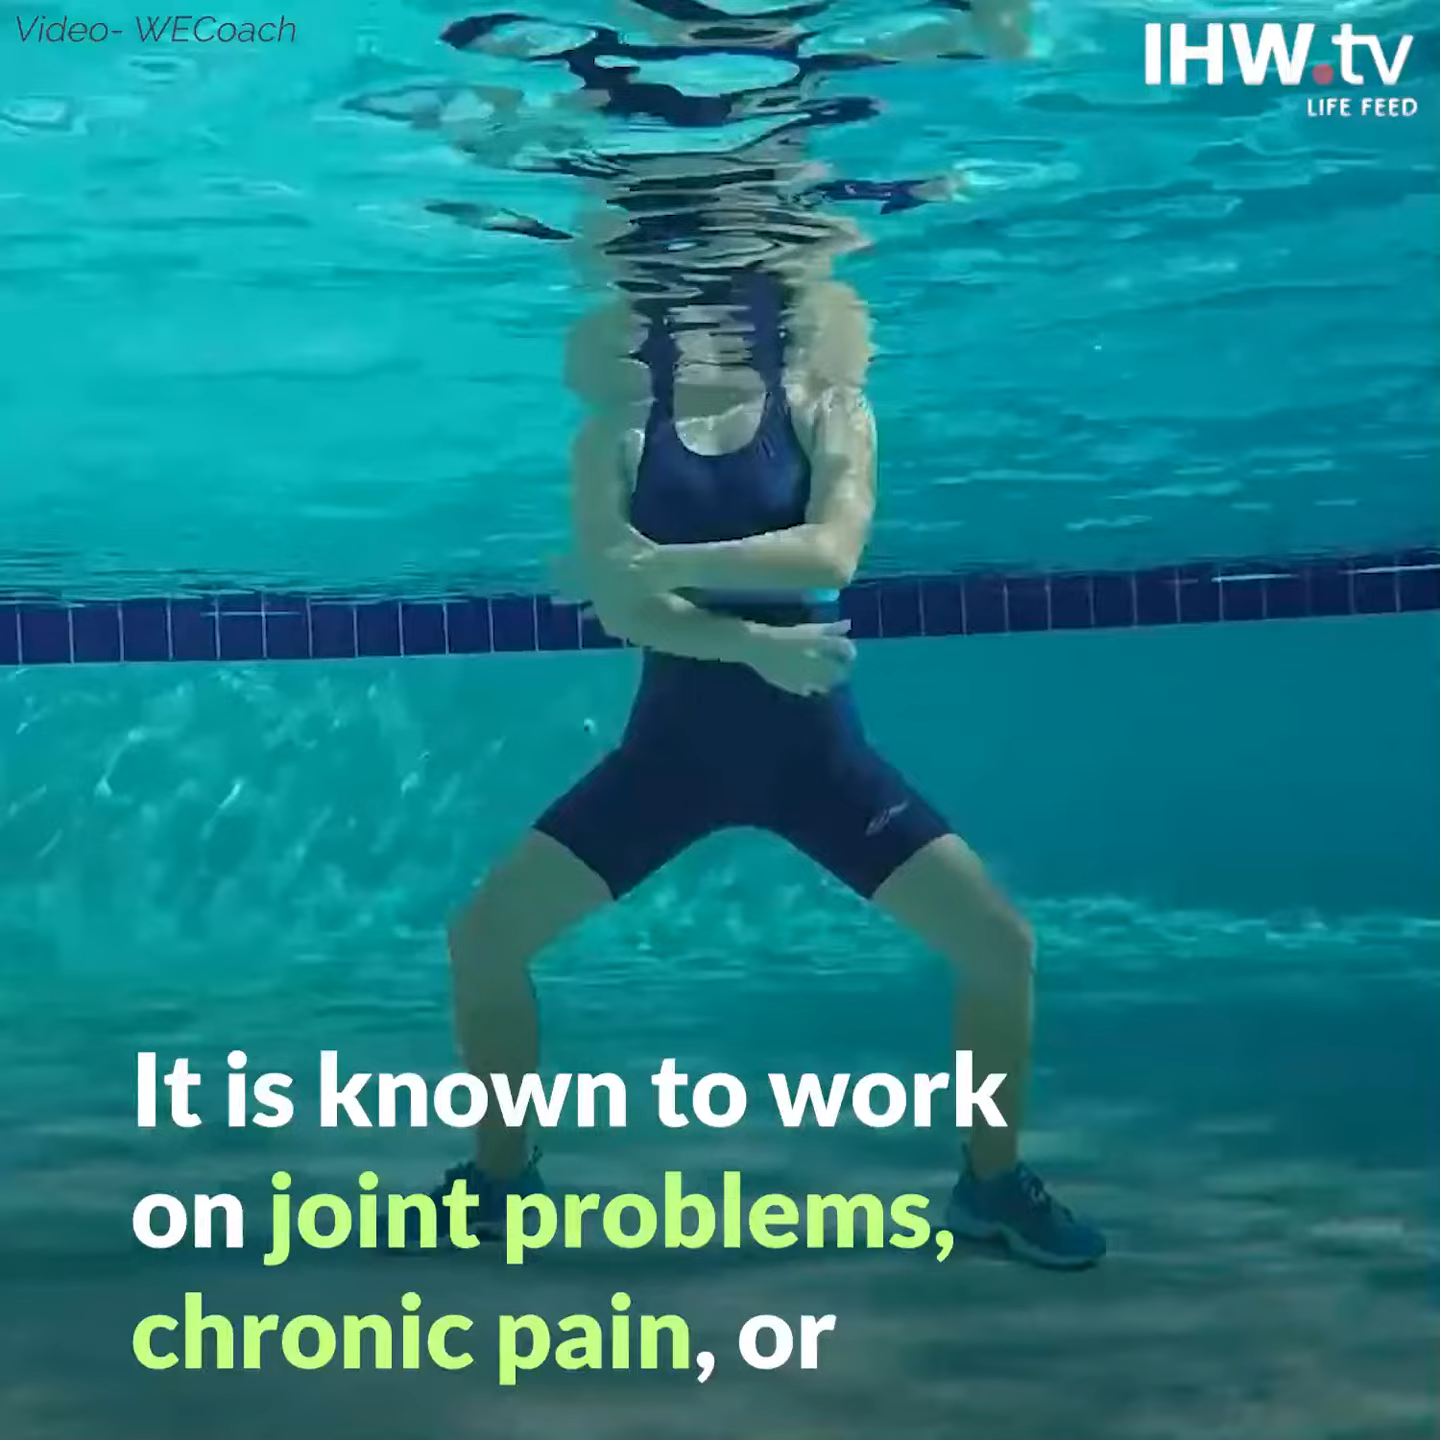 Video- WECoach
IHW.tv
LIFE FEED
It is known to work
on joint problems,
chronic pain, or